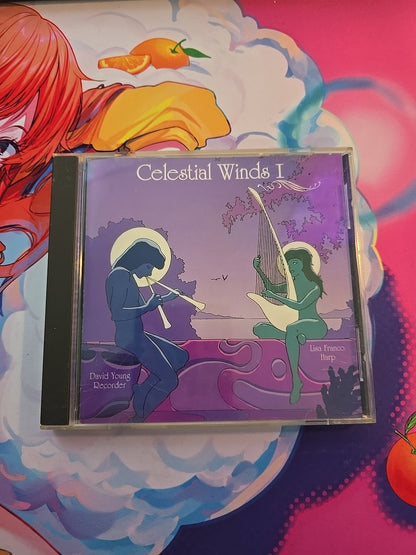 Celestial Winds I
Lisa Franco
Harp
David Young
Recorder